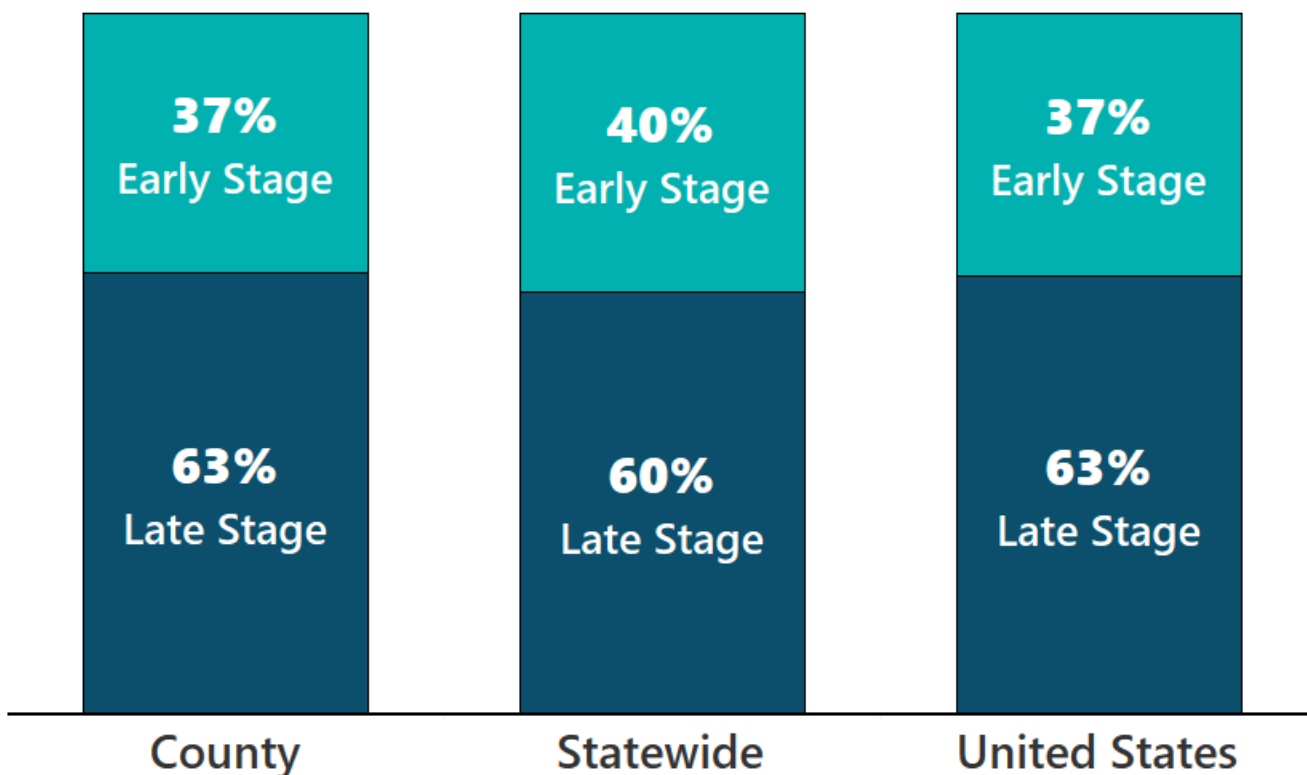 37%
Early Stage
40%
Early Stage
37%
Early Stage
63%
Late Stage
60%
Late Stage
63%
Late Stage
County
Statewide
United States